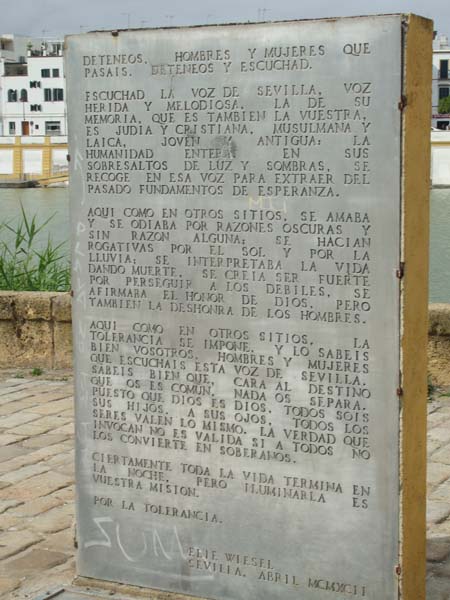 DETENEOS, HOMBRES Y MUJERES QUE
PASAIS. DETENEOS Y ESCUCHAD.
ESCUCHAD LA VOZ DE SEVILLA, VOZ
HERIDA Y MELODIOSA. LA DE SU
MEMORIA, QUE ES TAMBIEN LA VUESTRA,
ES JUDIA Y CRISTIANA, MUSULMANA Y
LAICA, JOVEN Y ANTIGUA: LA
HUMANIDAD ENTERA EN SUS
SOBRESALTOS DE LUZ Y SOMBRAS, SE
RECOGE EN ESA VOZ PARA EXTRAER DEL
PASADO FUNDAMENTOS DE ESPERANZA.
AQUI COMO EN OTROS SITIOS, SE AMABA
Y SE ODIABA POR RAZONES OSCURAS Y
SIN RAZON ALGUNA; SE HACIAN
ROGATIVAS POR EL SOL Y POR LA
LLUVIA; SE INTERPRETABA LA VIDA
DANDO MUERTE, SE CREIA SER FUERTE
POR PERSEGUIR A LOS DEBILES, SE
AFIRMABA EL HONOR DE DIOS, PERO
TAMBIEN LA DESHONRA DE LOS HOMBRES.
AQUI COMO EN OTROS SITIOS, LA
TOLERANCIA SE IMPONE, Y LO SABEIS
BIEN VOSOTROS, HOMBRES Y MUJERES
QUE ESCUCHAIS ESTA VOZ DE SEVILLA.
SABEIS BIEN QUE, CARA AL DESTINO
QUE OS ES COMUN, NADA OS SEPARA.
PUESTO QUE DIOS ES DIOS, TODOS SOIS
SUS HIJOS. A SUS OJOS, TODOS LOS
SERES VALEN LO MISMO. LA VERDAD QUE
INVOCAN NO ES VALIDA SI A TODOS NO
LOS CONVIERTE EN SOBERANOS.
CIERTAMENTE TODA LA VIDA TERMINA EN
LA NOCHE, PERO ILUMINARLA ES
VUESTRA MISION.
POR LA TOLERANCIA.
ELIE WIESEL
SEVILLA, ABRIL MCMXCII